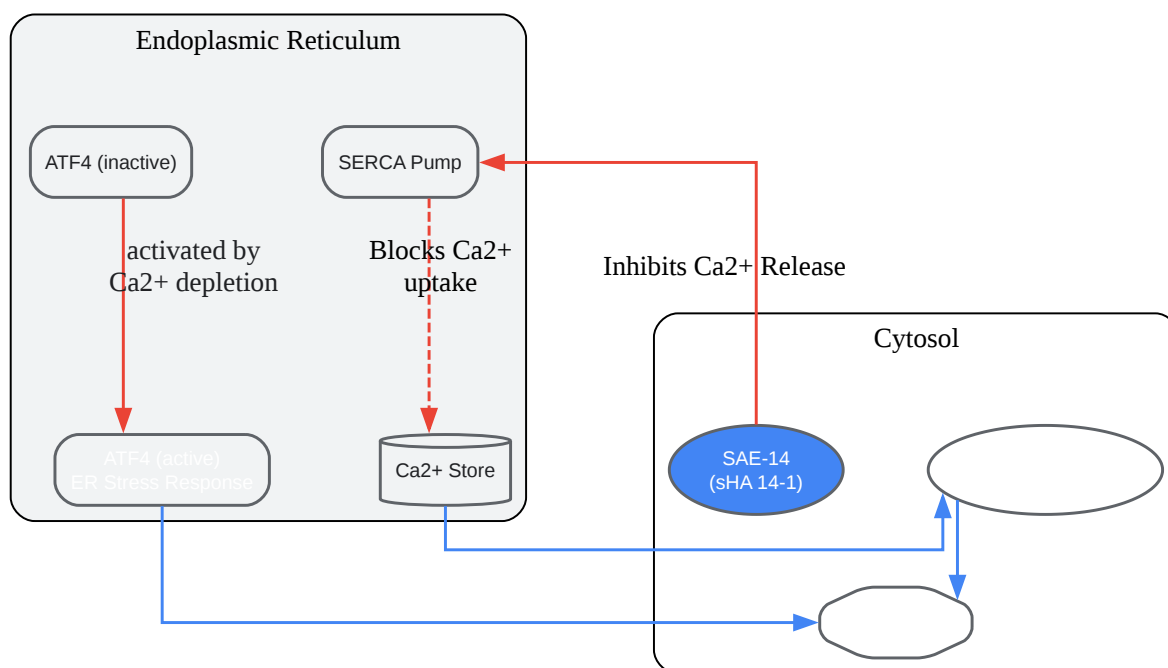 Endoplasmic Reticulum
ATF4 (inactive)
SERCA Pump
activated by
Ca2+ depletion
Blocks Ca2+
uptake
Inhibits Ca2+ Release
Cytosol
ATF4 (active)
ER Stress Response
Ca2+ Store
SAE-14
(sHA 14-1)